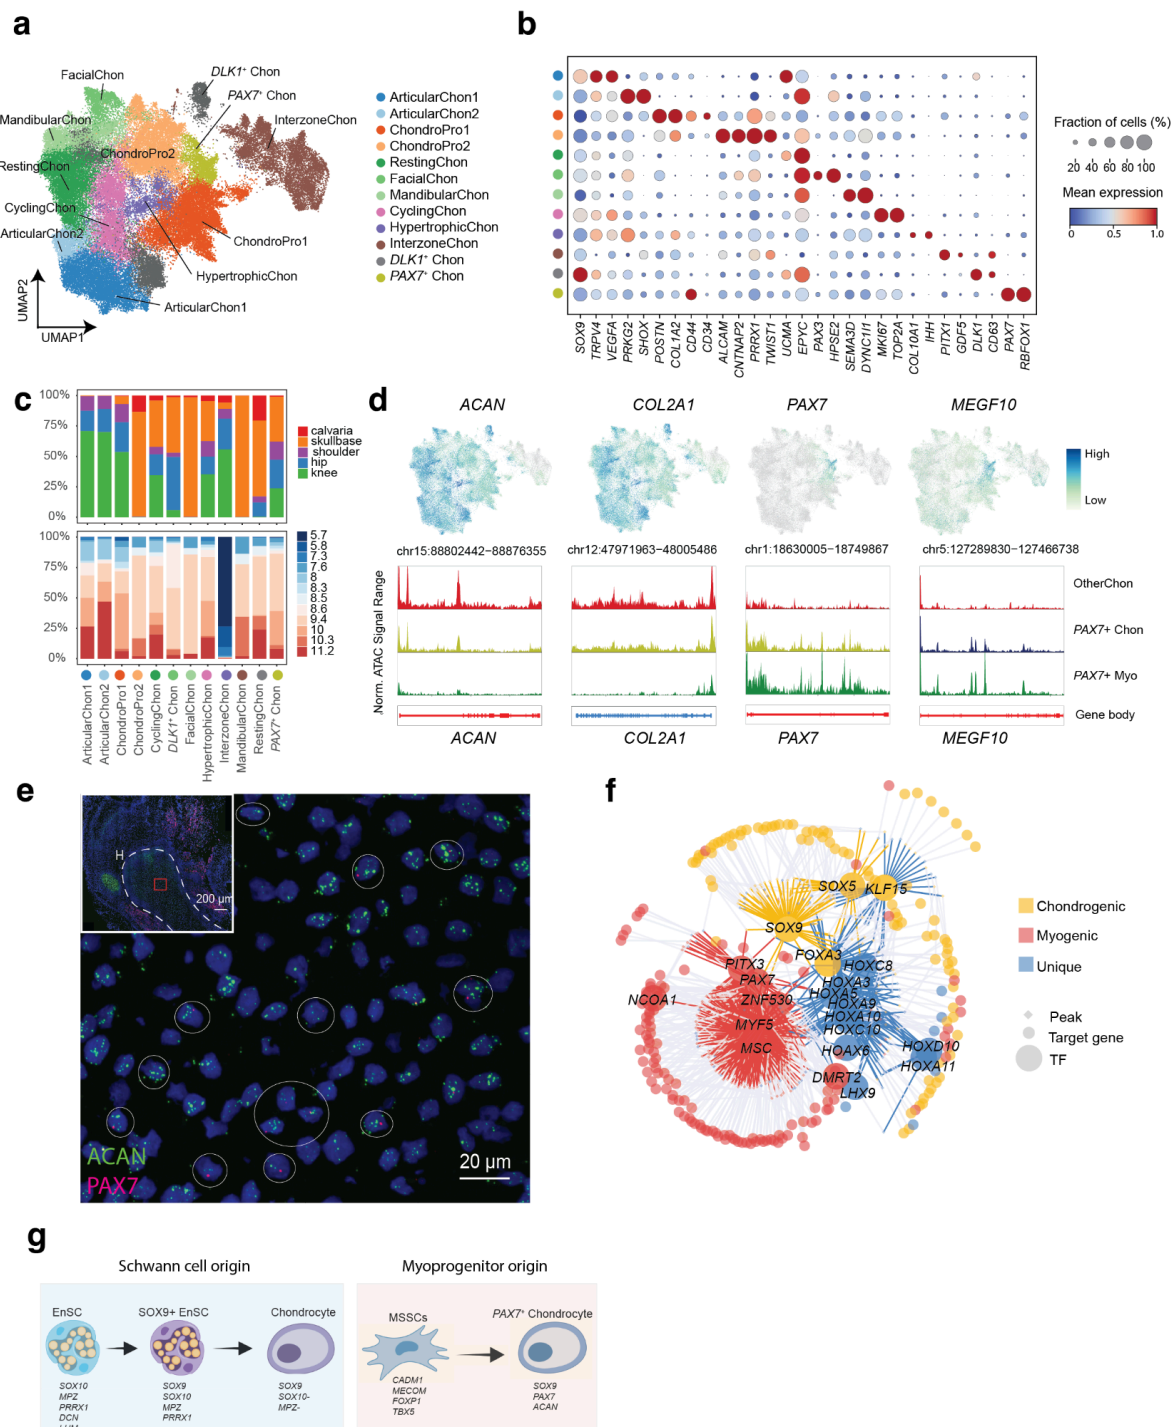 a
FacialChon
DLK1+ Chon
PAX7+ Chon
MandibularChon
InterzoneChon
ChondroPro2
RestingChon
CyclingChon
ArticularChon2
ChondroPro1
HypertrophicChon
ArticularChon1
UMAP2
UMAP1
ArticularChon1
ArticularChon2
ChondroPro1
ChondroPro2
RestingChon
FacialChon
MandibularChon
CyclingChon
HypertrophicChon
InterzoneChon
DLK1+ Chon
PAX7+ Chon
b
SOX9
TRPV4
VEGFA
PRKG2
SHOX
POSTN
COL1A2
CD44
CD34
ALCAM
CNTNAP2
PRRX1
TWIST1
UCMA
EPYC
PAX3
HPSE2
SEMA3D
DYNC1I1
MKI67
TOP2A
COL10A1
IHH
PITX1
GDF5
DLK1
CD63
PAX7
RBFOX1
Fraction of cells (%)
20 40 60 80 100
Mean expression
0 0.5 1.0
c
100%
75%
50%
25%
0%
calvaria
skullbase
shoulder
hip
knee
100%
75%
50%
25%
0%
5.7
5.8
7.3
7.6
8
8.3
8.5
8.6
9.4
10
10.3
11.2
ArticularChon1
ArticularChon2
ChondroPro1
ChondroPro2
CyclingChon
DLK1+ Chon
FacialChon
HypertrophicChon
InterzoneChon
MandibularChon
RestingChon
PAX7+ Chon
d
ACAN COL2A1 PAX7 MEGF10
High
Low
chr15:88802442−88876355 chr12:47971963−48005486 chr1:18630005−18749867 chr5:127289830−127466738
Norm. ATAC Signal Range
OtherChon
PAX7+ Chon
PAX7+ Myo
Gene body
ACAN COL2A1 PAX7 MEGF10
e
H
200 µm
ACAN
PAX7
20 µm
f
SOX5 KLF15
SOX9
FOXA3
PITX3 HOXC8
PAX7 HOXA3
HOXA5
NCOA1 ZNF530 HOXA9
HOXA10
MYF5 HOXC10
MSC HOAX6 HOXD10
HOXA11
DMRT2
LHX9
Chondrogenic
Myogenic
Unique
Peak
Target gene
TF
g
Schwann cell origin
EnSC SOX9+ EnSC Chondrocyte
SOX10
MPZ
PRRX1
DCN
SOX9
SOX10
MPZ
PRRX1
SOX9
SOX10-
MPZ-
Myoprogenitor origin
MSSCs PAX7+ Chondrocyte
CADM1
MECOM
FOXP1
TBX5
SOX9
PAX7
ACAN